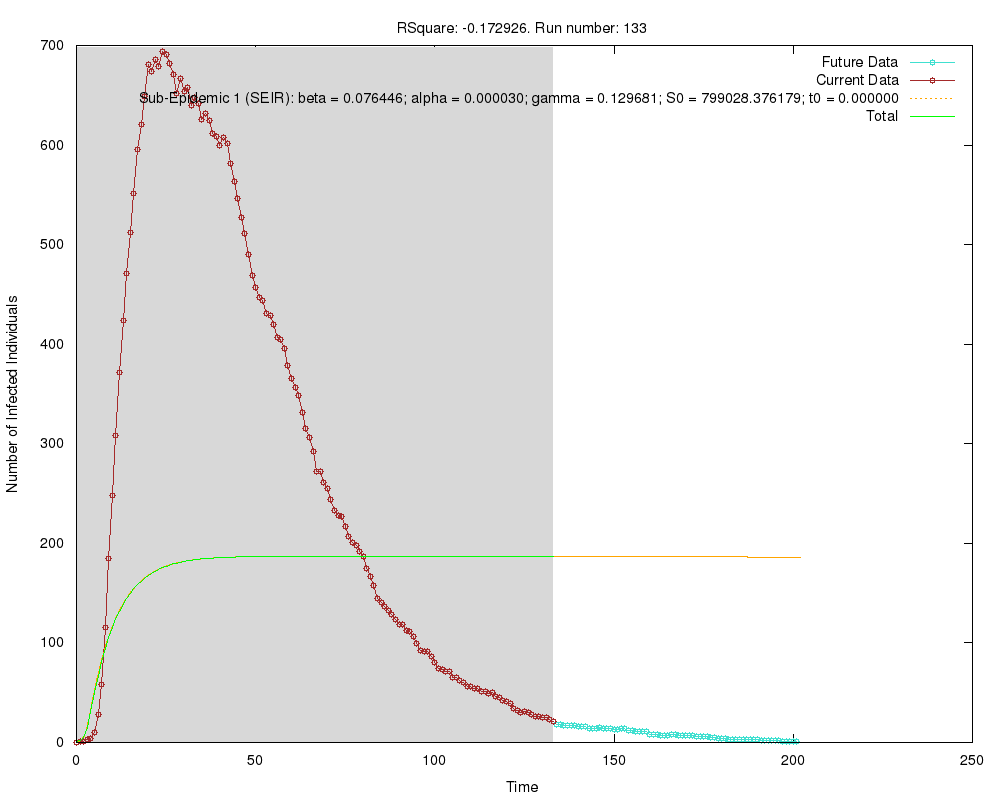 RSquare: -0.172926. Run number: 133
Future Data
Current Data
Sub-Epidemic 1 (SEIR): beta = 0.076446; alpha = 0.000030; gamma = 0.129681; S0 = 799028.376179; t0 = 0.000000
Total
Number of Infected Individuals
700
600
500
400
300
200
100
0
0 50 100 150 200 250
Time